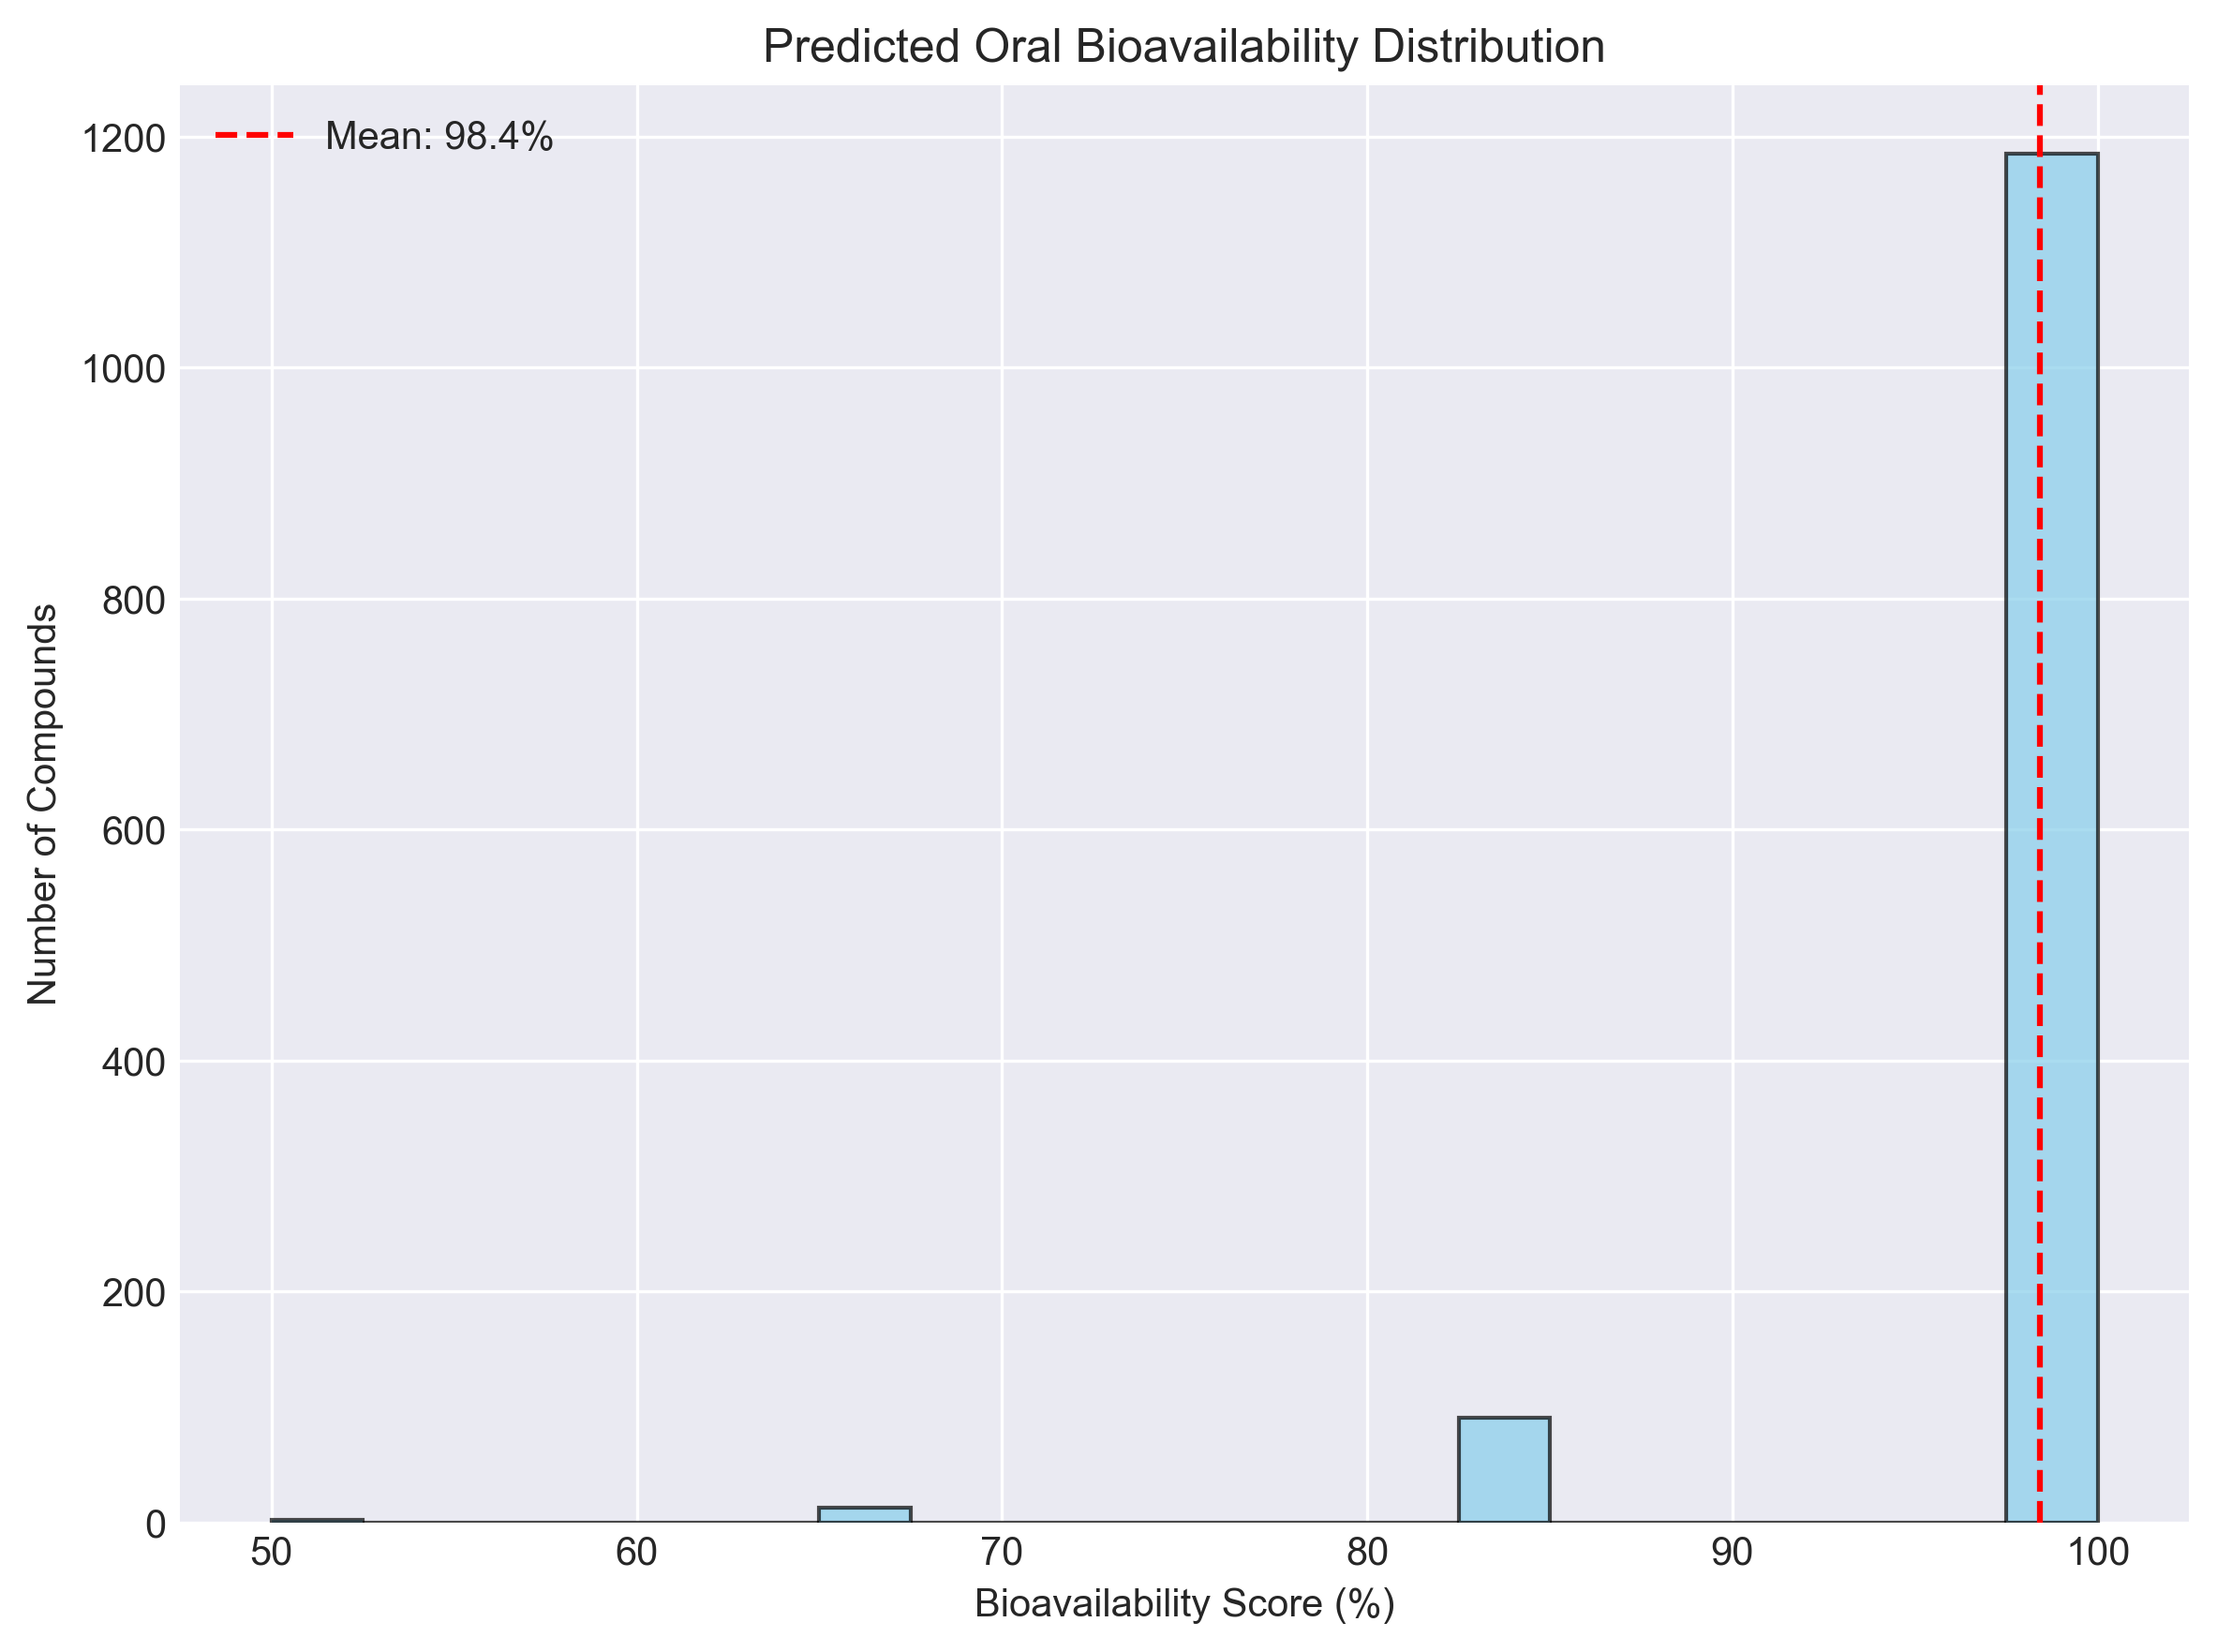 Predicted Oral Bioavailability Distribution
Mean: 98.4%
1200
1000
800
600
400
200
0
Number of Compounds
50 60 70 80 90 100
Bioavailability Score (%)